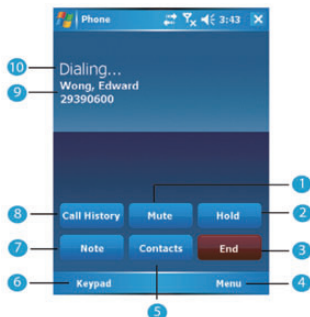 Phone 3:43
10 Dialing...
9 Wong, Edward
29390600
1
8 Call History Mute Hold 2
7 Note Contacts End 3
6 Keypad Menu 4
5